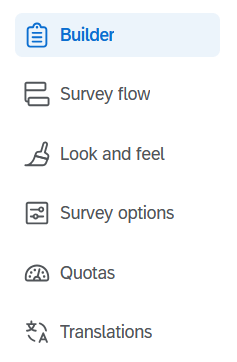 Builder
Survey flow
Look and feel
Survey options
Quotas
Translations